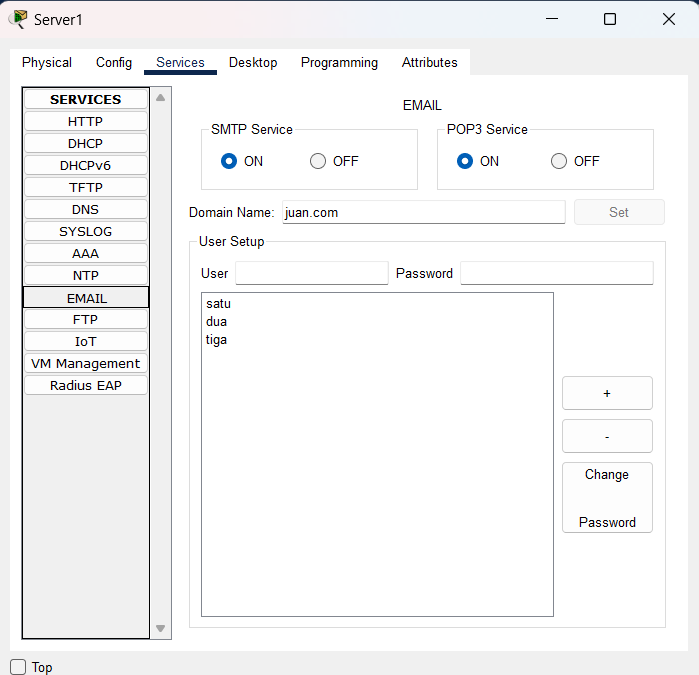 Server1
Physical Config Services Desktop Programming Attributes
SERVICES
HTTP
DHCP
DHCPv6
TFTP
DNS
SYSLOG
AAA
NTP
EMAIL
FTP
IoT
VM Management
Radius EAP
EMAIL
SMTP Service
ON OFF
POP3 Service
ON OFF
Domain Name: juan.com Set
User Setup
User Password
satu
dua
tiga
+
-
Change
Password
Top